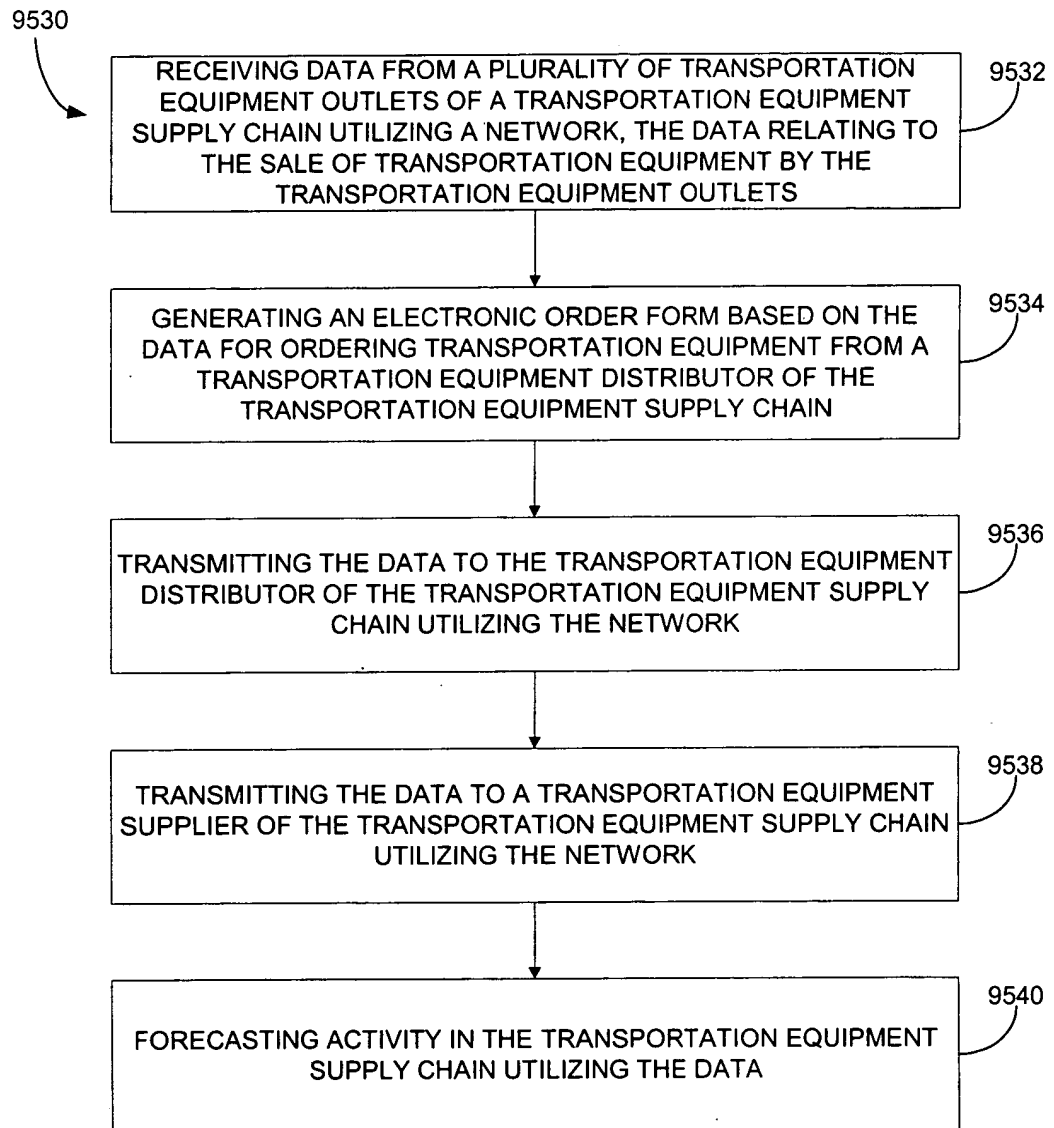 9530
RECEIVING DATA FROM A PLURALITY OF TRANSPORTATION
EQUIPMENT OUTLETS OF A TRANSPORTATION EQUIPMENT
SUPPLY CHAIN UTILIZING A NETWORK, THE DATA RELATING TO
THE SALE OF TRANSPORTATION EQUIPMENT BY THE
TRANSPORTATION EQUIPMENT OUTLETS
9532
GENERATING AN ELECTRONIC ORDER FORM BASED ON THE
DATA FOR ORDERING TRANSPORTATION EQUIPMENT FROM A
TRANSPORTATION EQUIPMENT DISTRIBUTOR OF THE
TRANSPORTATION EQUIPMENT SUPPLY CHAIN
9534
TRANSMITTING THE DATA TO THE TRANSPORTATION EQUIPMENT
DISTRIBUTOR OF THE TRANSPORTATION EQUIPMENT SUPPLY
CHAIN UTILIZING THE NETWORK
9536
TRANSMITTING THE DATA TO A TRANSPORTATION EQUIPMENT
SUPPLIER OF THE TRANSPORTATION EQUIPMENT SUPPLY CHAIN
UTILIZING THE NETWORK
9538
FORECASTING ACTIVITY IN THE TRANSPORTATION EQUIPMENT
SUPPLY CHAIN UTILIZING THE DATA
9540